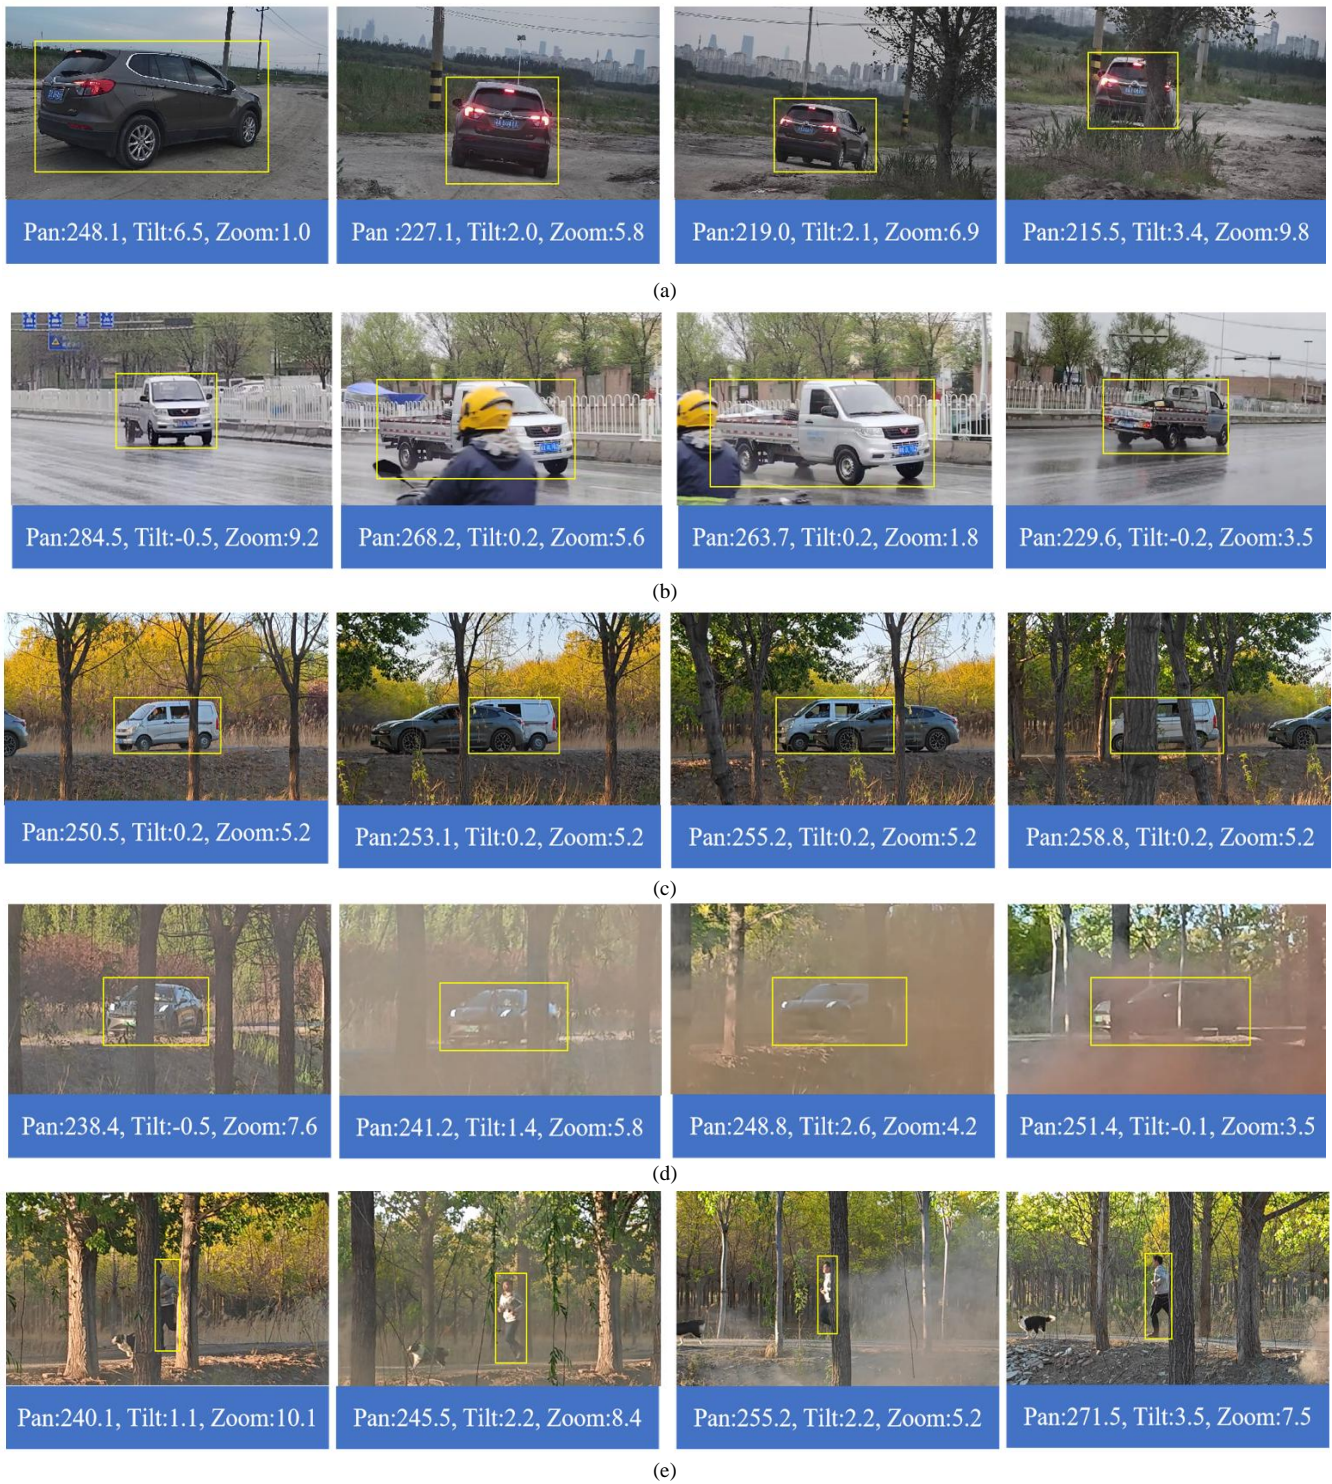 Pan:248.1, Tilt:6.5, Zoom:1.0
Pan :227.1, Tilt:2.0, Zoom:5.8
Pan:219.0, Tilt:2.1, Zoom:6.9
Pan:215.5, Tilt:3.4, Zoom:9.8
(a)
Pan:284.5, Tilt:-0.5, Zoom:9.2
Pan:268.2, Tilt:0.2, Zoom:5.6
Pan:263.7, Tilt:0.2, Zoom:1.8
Pan:229.6, Tilt:-0.2, Zoom:3.5
(b)
Pan:250.5, Tilt:0.2, Zoom:5.2
Pan:253.1, Tilt:0.2, Zoom:5.2
Pan:255.2, Tilt:0.2, Zoom:5.2
Pan:258.8, Tilt:0.2, Zoom:5.2
(c)
Pan:238.4, Tilt:-0.5, Zoom:7.6
Pan:241.2, Tilt:1.4, Zoom:5.8
Pan:248.8, Tilt:2.6, Zoom:4.2
Pan:251.4, Tilt:-0.1, Zoom:3.5
(d)
Pan:240.1, Tilt:1.1, Zoom:10.1
Pan:245.5, Tilt:2.2, Zoom:8.4
Pan:255.2, Tilt:2.2, Zoom:5.2
Pan:271.5, Tilt:3.5, Zoom:7.5
(e)